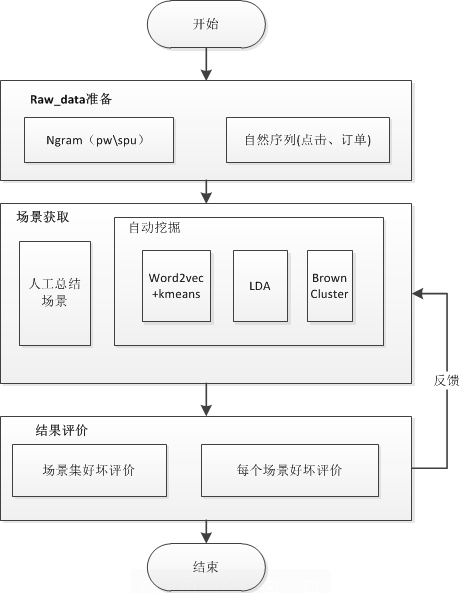 开始
Raw_data准备
Ngram（pw\spu）
自然序列(点击、订单)
场景获取
自动挖掘
人工总结
场景
Word2vec
+kmeans
LDA
Brown
Cluster
反馈
结果评价
场景集好坏评价
每个场景好坏评价
结束